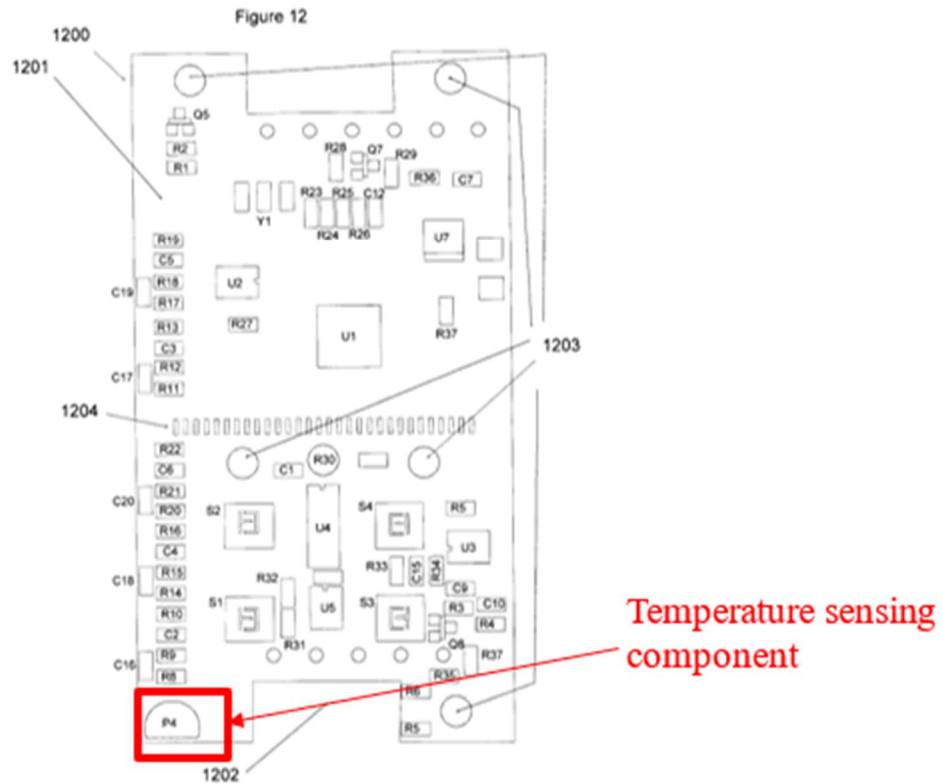 Figure 12
1200
1201
Q5
R2
R1
R28
Q7
R29
R36
C7
Y1
R23
R25
C12
R24
R26
U7
R19
C5
R18
R17
C19
U2
R27
U1
R37
R13
C3
R12
R11
C17
1203
1204
R22
C6
R21
R20
C20
R16
C4
R15
R14
C18
R10
C2
R9
R8
C16
C1
R30
S2
U4
S4
R5
U3
R33
C15
R34
R32
S1
U5
S3
C9
R3
C10
R4
R31
Q6
R37
R35
R6
R5
P4
1202
Temperature sensing
component